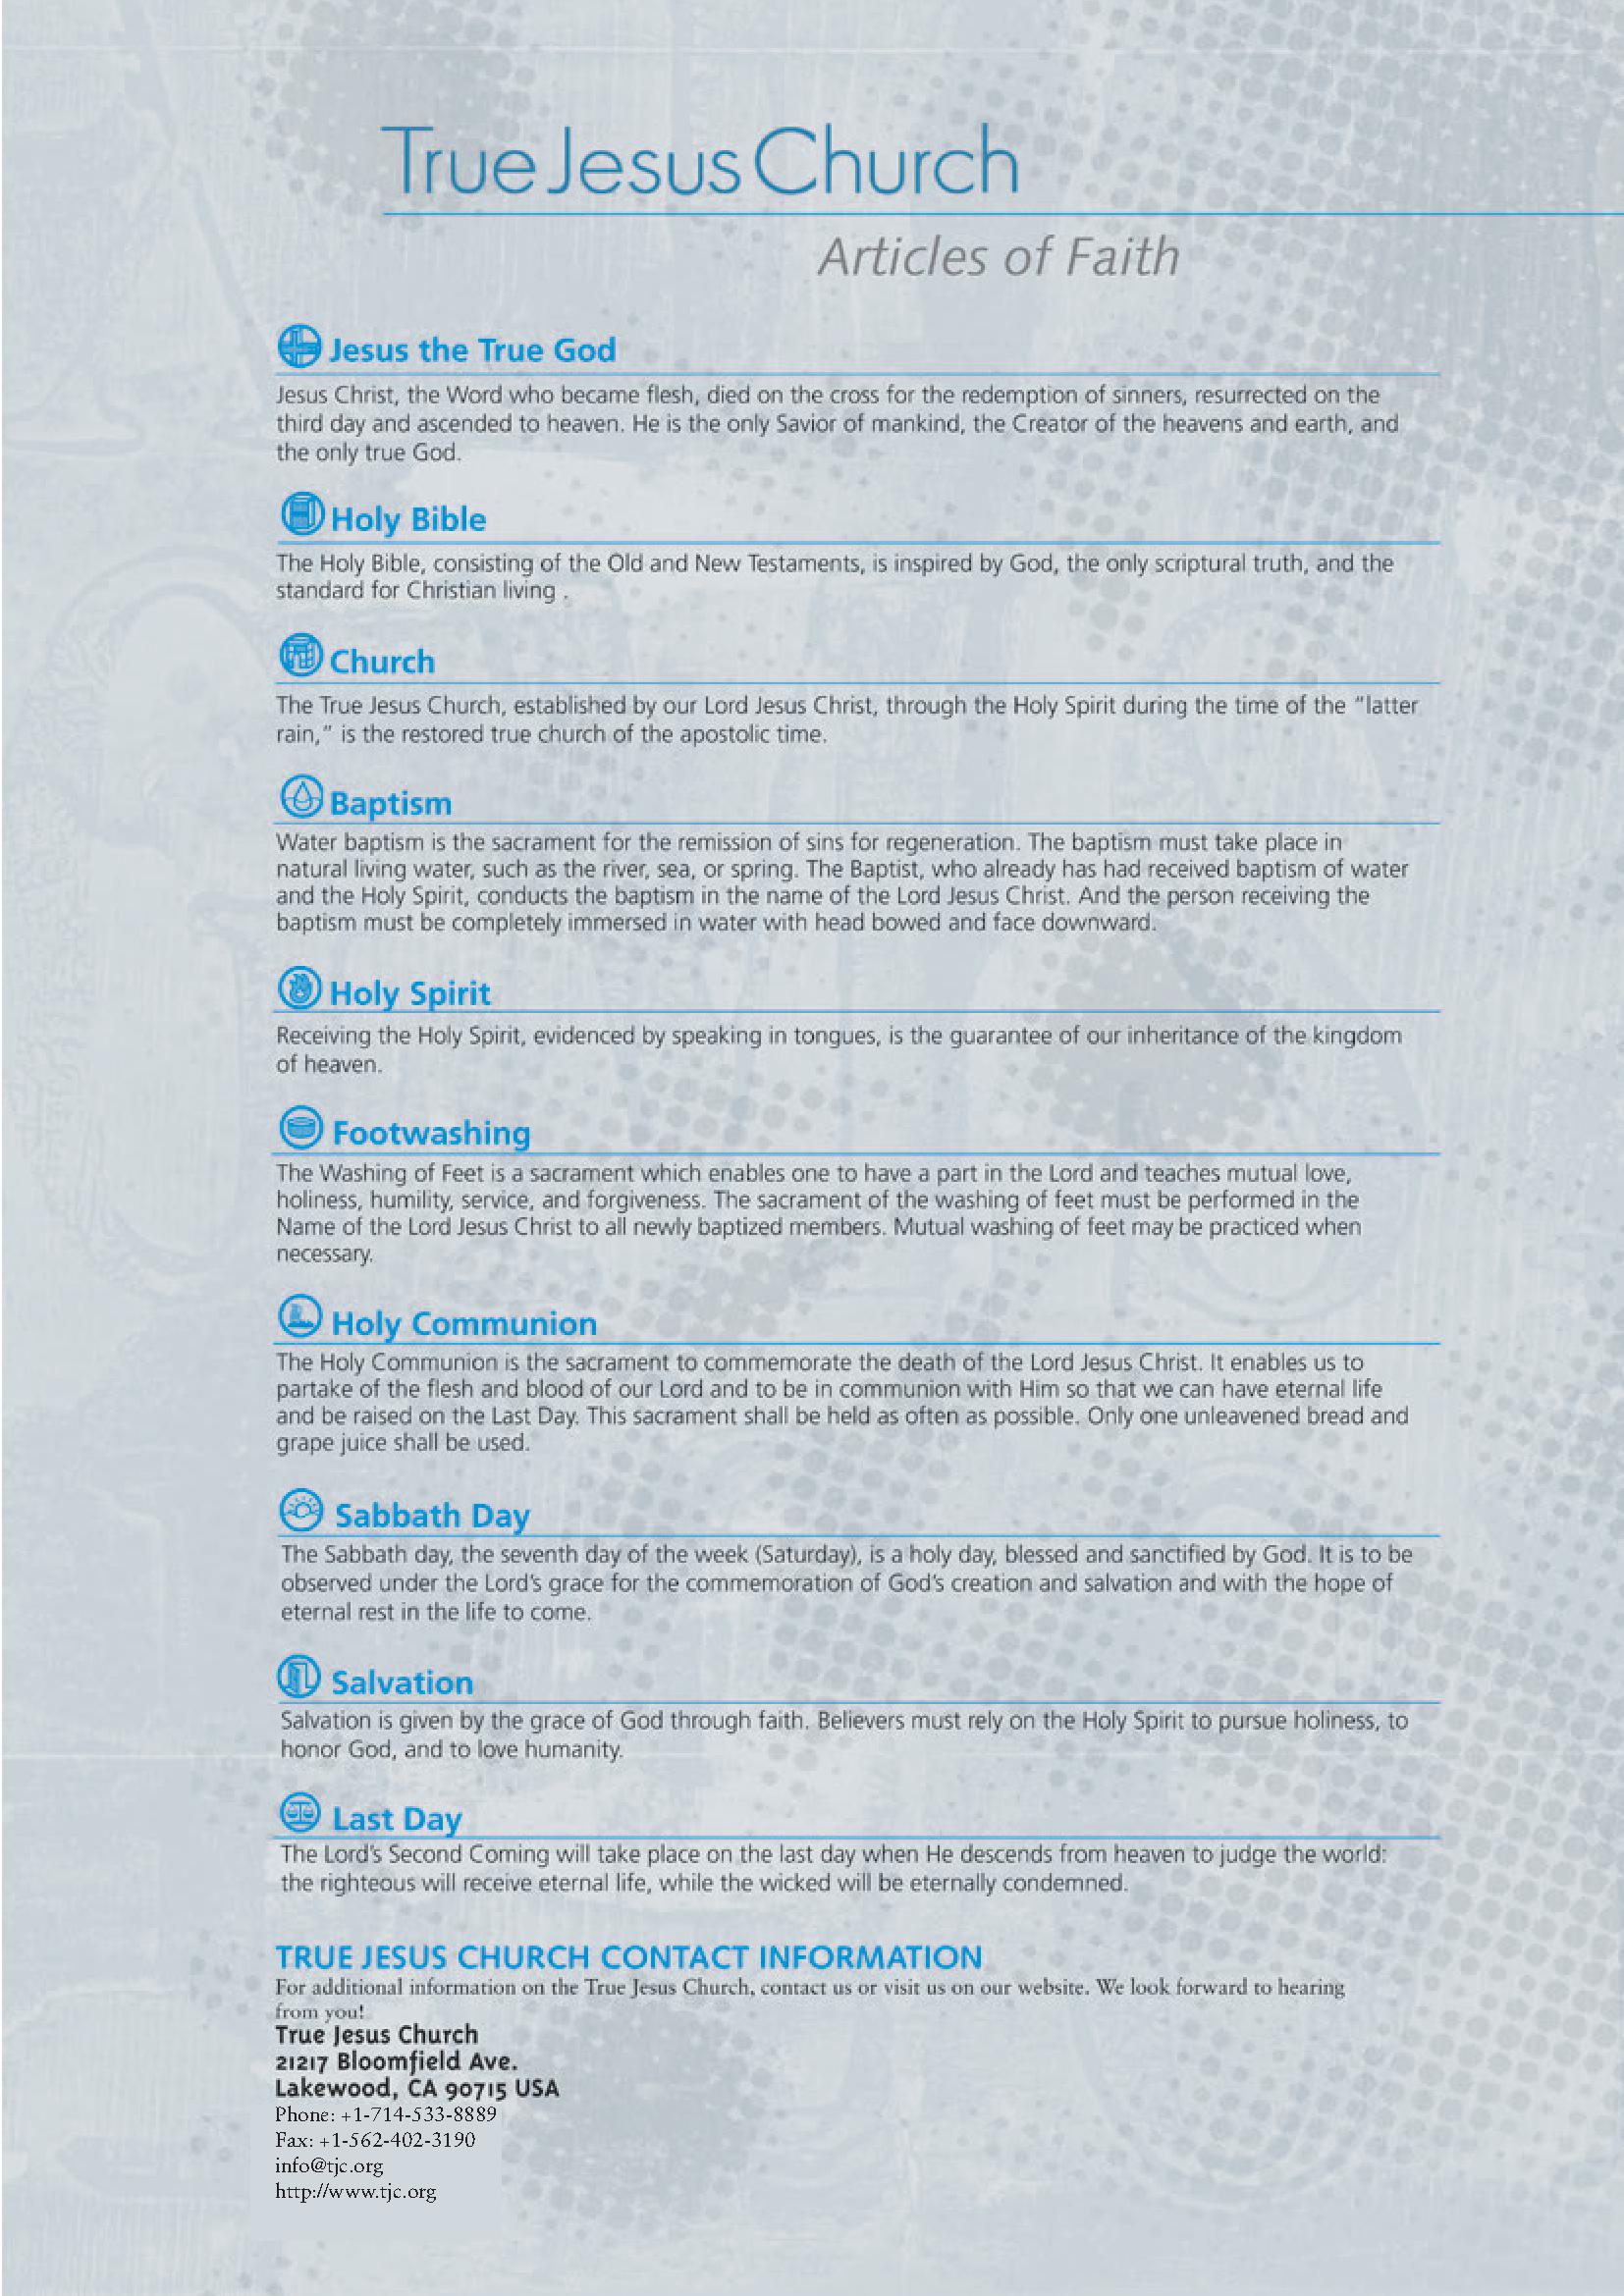 True Jesus Church
Articles of Faith
Jesus the True God
Jesus Christ, the Word who became flesh, died on the cross for the redemption of sinners, resurrected on the
third day and ascended to heaven. He is the only Savior of mankind, the Creator of the heavens and earth, and
the only true God.
Holy Bible
The Holy Bible, consisting of the Old and New Testaments, is inspired by God, the only scriptural truth, and the
standard for Christian living .
Church
The True Jesus Church, established by our Lord Jesus Christ, through the Holy Spirit during the time of the “latter
rain,” is the restored true church of the apostolic time.
Baptism
Water baptism is the sacrament for the remission of sins for regeneration. The baptism must take place in
natural living water, such as the river, sea, or spring. The Baptist, who already has had received baptism of water
and the Holy Spirit, conducts the baptism in the name of the Lord Jesus Christ. And the person receiving the
baptism must be completely immersed in water with head bowed and face downward.
Holy Spirit
Receiving the Holy Spirit, evidenced by speaking in tongues, is the guarantee of our inheritance of the kingdom
of heaven.
Footwashing
The Washing of Feet is a sacrament which enables one to have a part in the Lord and teaches mutual love,
holiness, humility, service, and forgiveness. The sacrament of the washing of feet must be performed in the
Name of the Lord Jesus Christ to all newly baptized members. Mutual washing of feet may be practiced when
necessary.
Holy Communion
The Holy Communion is the sacrament to commemorate the death of the Lord Jesus Christ. It enables us to
partake of the flesh and blood of our Lord and to be in communion with Him so that we can have eternal life
and be raised on the Last Day. This sacrament shall be held as often as possible. Only one unleavened bread and
grape juice shall be used.
Sabbath Day
The Sabbath day, the seventh day of the week (Saturday), is a holy day, blessed and sanctified by God. It is to be
observed under the Lord’s grace for the commemoration of God’s creation and salvation and with the hope of
eternal rest in the life to come.
Salvation
Salvation is given by the grace of God through faith. Believers must rely on the Holy Spirit to pursue holiness, to
honor God, and to love humanity.
Last Day
The Lord’s Second Coming will take place on the last day when He descends from heaven to judge the world:
the righteous will receive eternal life, while the wicked will be eternally condemned.
TRUE JESUS CHURCH CONTACT INFORMATION
For additional information on the True Jesus Church, contact us or visit us on our website. We look forward to hearing
from you!
True Jesus Church
21217 Bloomfield Ave.
Lakewood, CA 90715 USA
Phone: +1-714-533-8889
Fax: +1-562-402-3190
info@tjc.org
http://www.tjc.org